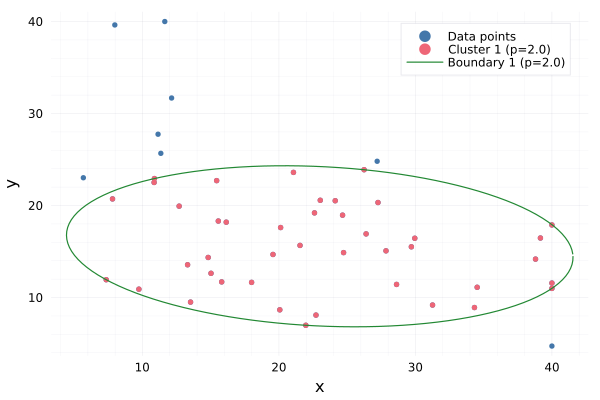 40
30
20
10
y
Data points
Cluster 1 (p=2.0)
Boundary 1 (p=2.0)
10 20 30 40
x